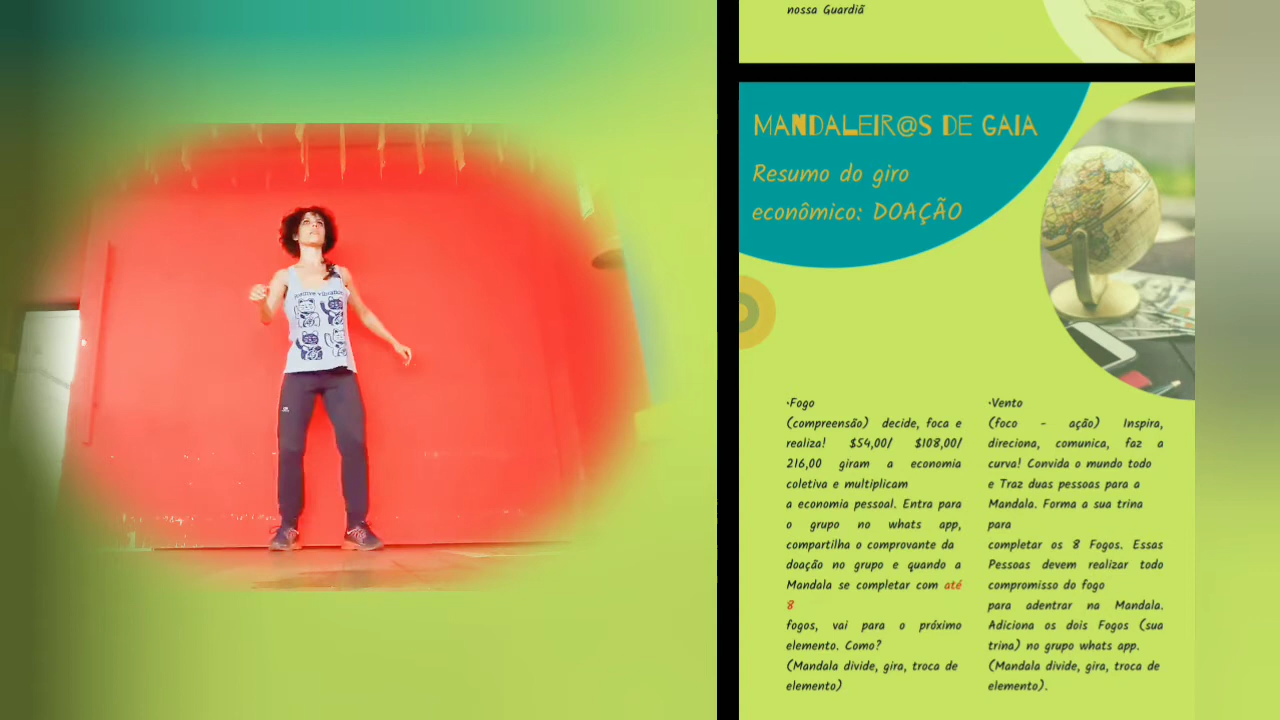 nossa Guardiã
MANDALEIR@S DE GAIA
Resumo do giro
econômico: DOAÇÃO
•Fogo
(compreensão) decide, foca e
realiza! $54,00/ $108,00/
216,00 giram a economia
coletiva e multiplicam
a economia pessoal. Entra para
o grupo no whats app,
compartilha o comprovante da
doação no grupo e quando a
Mandala se completar com até
8
fogos, vai para o próximo
elemento. Como?
(Mandala divide, gira, troca de
elemento)
•Vento
(foco - ação) Inspira,
direciona, comunica, faz a
curva! Convida o mundo todo
e Traz duas pessoas para a
Mandala. Forma a sua trina
para
completar os 8 Fogos. Essas
Pessoas devem realizar todo
compromisso do fogo
para adentrar na Mandala.
Adiciona os dois Fogos (sua
trina) no grupo whats app.
(Mandala divide, gira, troca de
elemento).